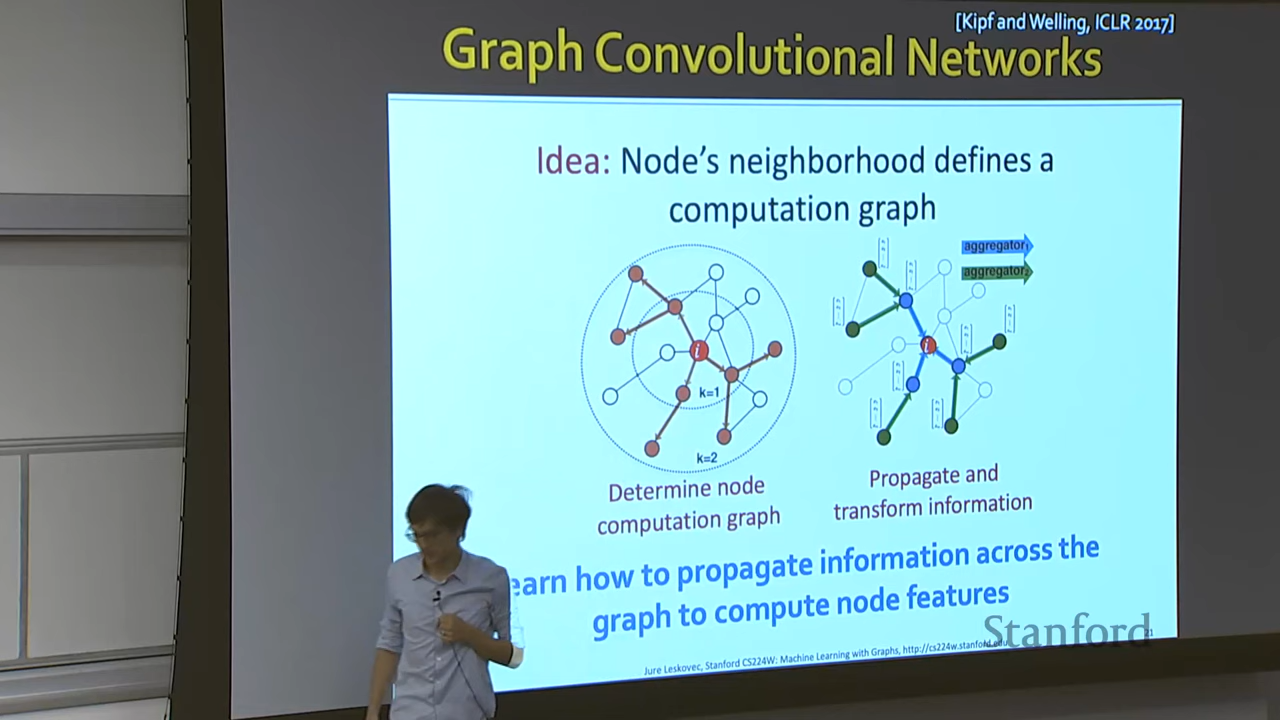 [Kipf and Welling, ICLR 2017]
Graph Convolutional Networks
Idea: Node's neighborhood defines a
computation graph
aggregator₁
aggregator₂
i
i
k=1
k=2
Determine node
computation graph
Propagate and
transform information
earn how to propagate information across the
graph to compute node features
Stanford
Jure Leskovec, Stanford CS224W: Machine Learning with Graphs, http://cs224w.stanford.edu